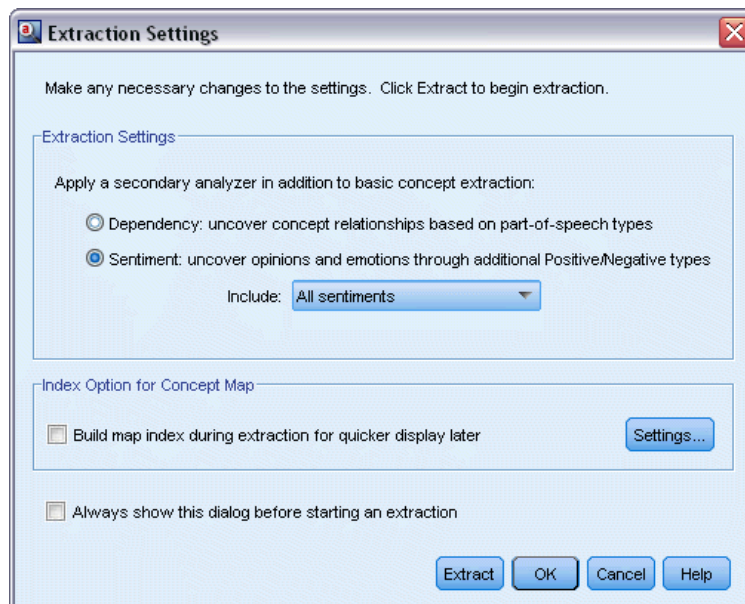 Extraction Settings
Make any necessary changes to the settings. Click Extract to begin extraction.
Extraction Settings
Apply a secondary analyzer in addition to basic concept extraction:
Dependency: uncover concept relationships based on part-of-speech types
Sentiment: uncover opinions and emotions through additional Positive/Negative types
Include: All sentiments
Index Option for Concept Map
Build map index during extraction for quicker display later Settings...
Always show this dialog before starting an extraction
Extract OK Cancel Help